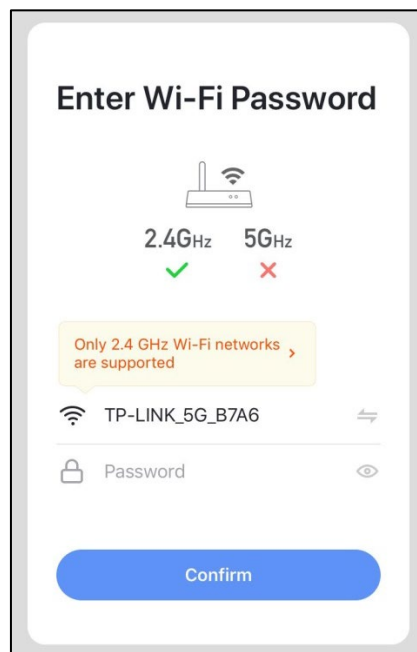 Enter Wi-Fi Password
2.4GHz 5GHz
Only 2.4 GHz Wi-Fi networks
are supported
TP-LINK_5G_B7A6
Password
Confirm